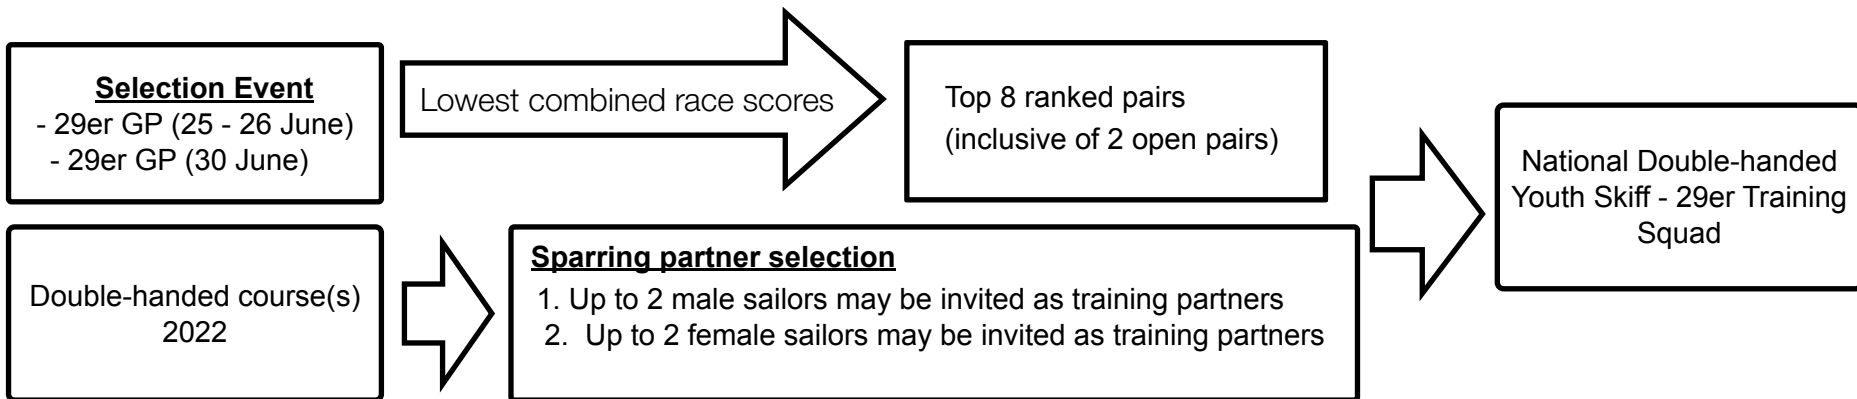 Selection Event
- 29er GP (25 - 26 June)
- 29er GP (30 June)
Lowest combined race scores
Top 8 ranked pairs
(inclusive of 2 open pairs)
National Double-handed
Youth Skiff - 29er Training
Squad
Double-handed course(s)
2022
Sparring partner selection
1. Up to 2 male sailors may be invited as training partners
2. Up to 2 female sailors may be invited as training partners